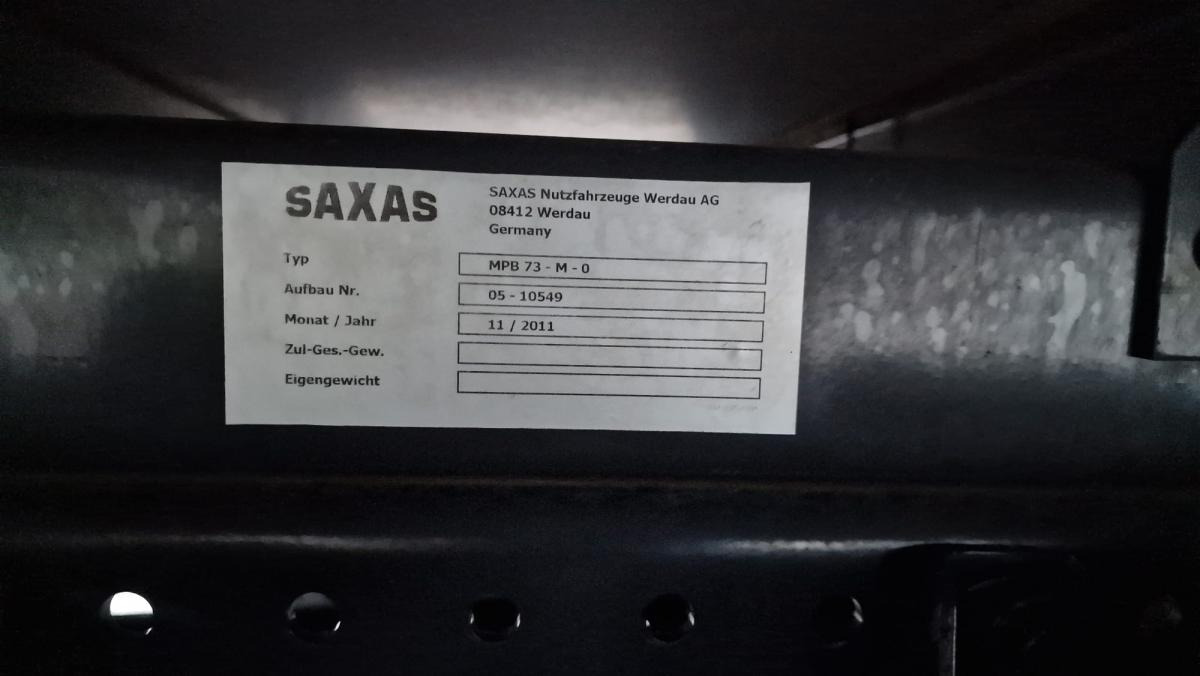 SAXAS
SAXAS Nutzfahrzeuge Werdau AG
08412 Werdau
Germany
Typ MPB 73 - M - 0
Aufbau Nr. 05 - 10549
Monat / Jahr 11 / 2011
Zul-Ges.-Gew.
Eigengewicht